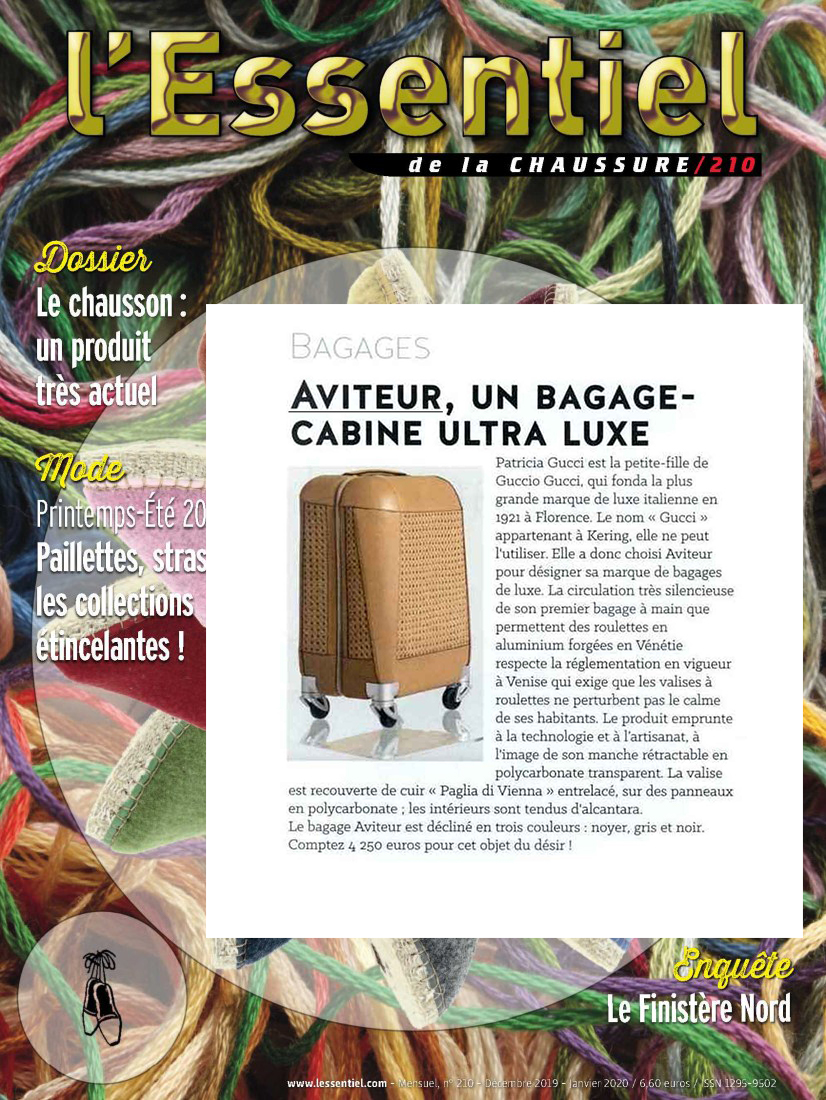 l'Essentiel
de la CHAUSSURE/210
Dossier
Le chausson :
un produit
très actuel
Mode
Printemps-Été 20
Paillettes, stras
les collections
étincelantes !
BAGAGES
AVITEUR, UN BAGAGE-
CABINE ULTRA LUXE
Patricia Gucci est la petite-fille de
Guccio Gucci, qui fonda la plus
grande marque de luxe italienne en
1921 à Florence. Le nom « Gucci »
appartenant à Kering, elle ne peut
l'utiliser. Elle a donc choisi Aviteur
pour désigner sa marque de bagages
de luxe. La circulation très silencieuse
de son premier bagage à main que
permettent des roulettes en
aluminium forgées en Vénétie
respecte la réglementation en vigueur
à Venise qui exige que les valises à
roulettes ne perturbent pas le calme
de ses habitants. Le produit emprunte
à la technologie et à l'artisanat, à
l'image de son manche rétractable en
polycarbonate transparent. La valise
est recouverte de cuir « Paglia di Vienna » entrelacé, sur des panneaux
en polycarbonate ; les intérieurs sont tendus d'alcantara.
Le bagage Aviteur est décliné en trois couleurs : noyer, gris et noir.
Comptez 4 250 euros pour cet objet du désir !
Enquête
Le Finistère Nord
www.lessentiel.com - Mensuel, n° 210 - Décembre 2019 - Janvier 2020 / 6,60 euros / ISSN 1295-9502